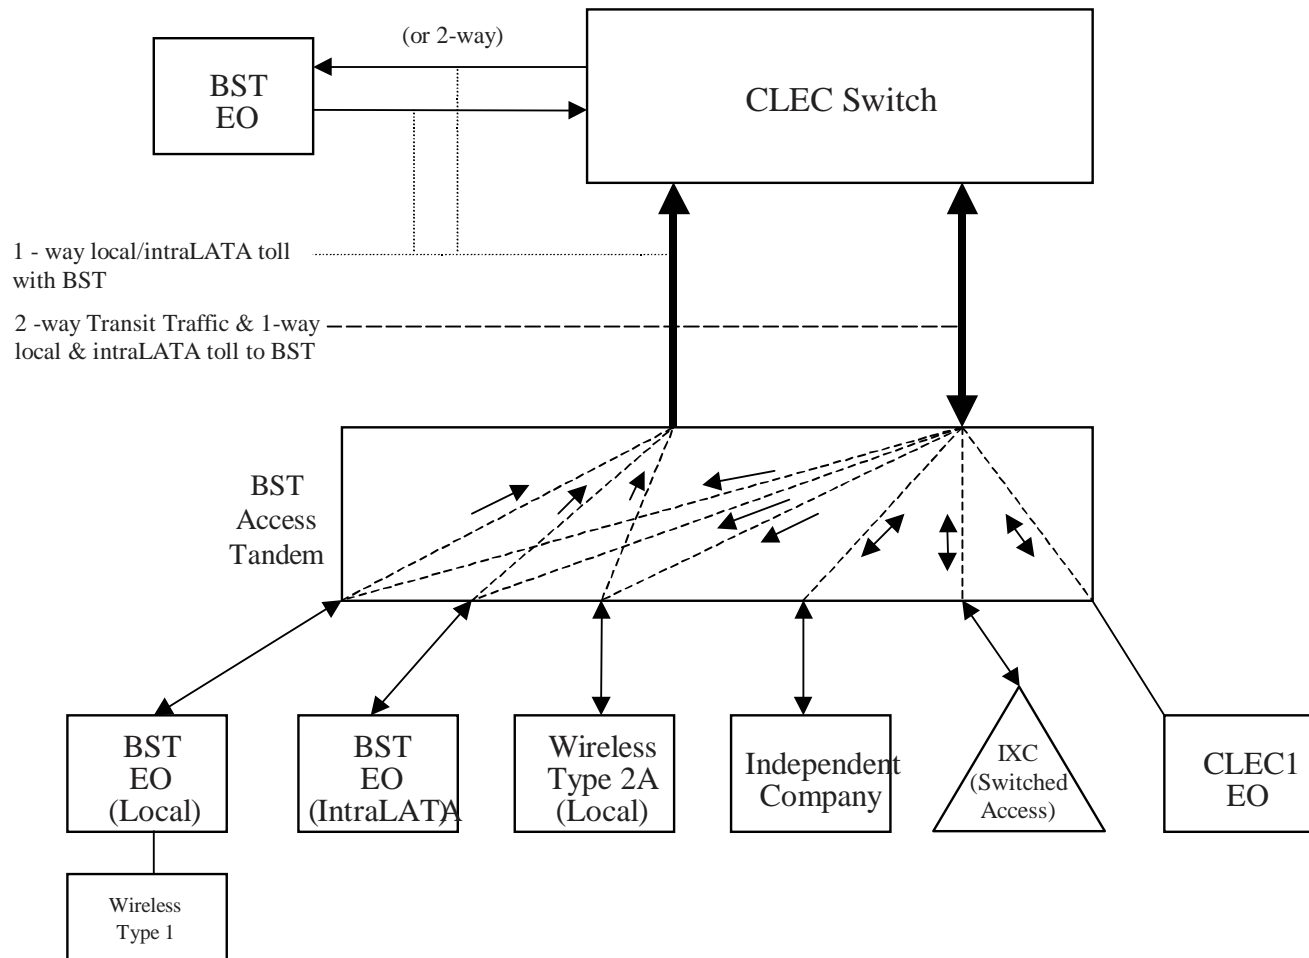 (or 2-way)
BST
EO
CLEC Switch
1 - way local/intraLATA toll
with BST
2 -way Transit Traffic & 1-way
local & intraLATA toll to BST
BST
Access
Tandem
BST
EO
(Local)
BST
EO
(IntraLATA)
Wireless
Type 2A
(Local)
Independent
Company
IXC
(Switched
Access)
CLEC1
EO
Wireless
Type 1